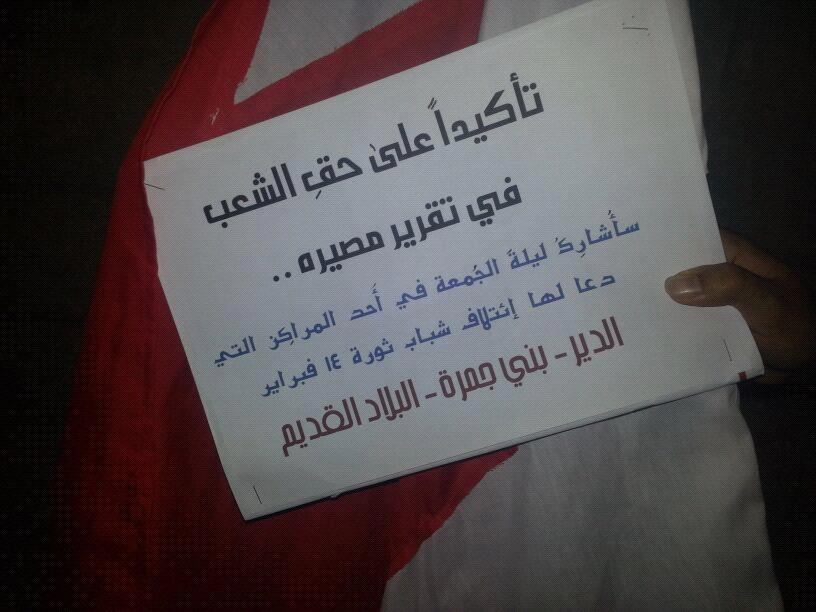 تأكيداً على حقِ الشعب
في تقرير مصيره ..
سأُشارِكُ ليلةَ الجُمعة في أَحد المراكِز التي
دعا لها إئتلاف شباب ثورة ١٤ فبراير
الدير - بني جمرة - البلاد القديم